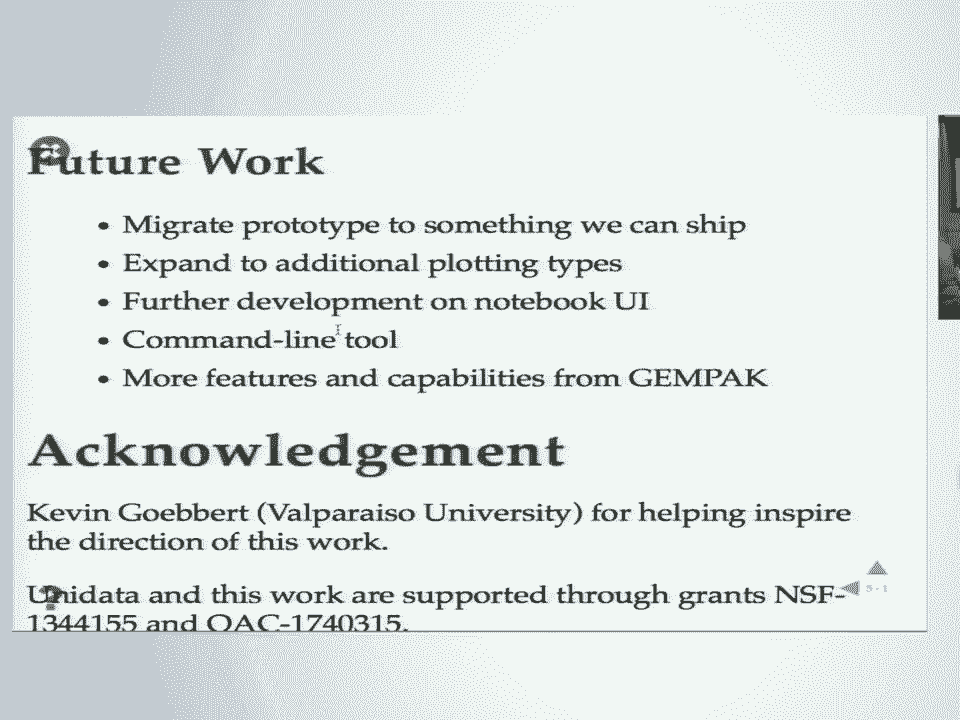 Future Work
• Migrate prototype to something we can ship
• Expand to additional plotting types
• Further development on notebook UI
• Command-line tool
• More features and capabilities from GEMPAK
Acknowledgement
Kevin Goebbert (Valparaiso University) for helping inspire
the direction of this work.
Unidata and this work are supported through grants NSF-
1344155 and OAC-1740315.
5-1